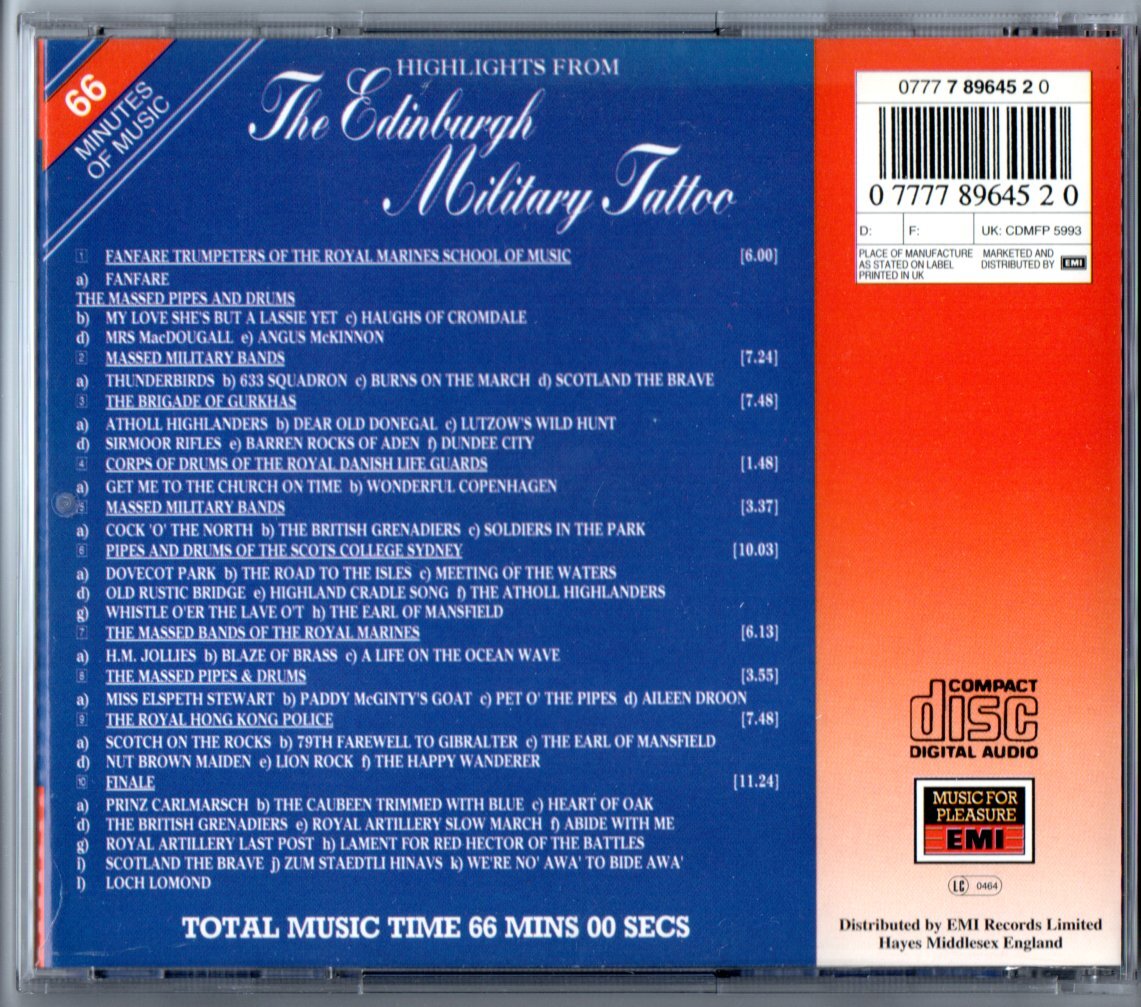 66
MINUTES
OF MUSIC
HIGHLIGHTS FROM
The Edinburgh
Military Tattoo
1 FANFARE TRUMPETERS OF THE ROYAL MARINES SCHOOL OF MUSIC [6.00]
a) FANFARE
THE MASSED PIPES AND DRUMS
b) MY LOVE SHE'S BUT A LASSIE YET c) HAUGHS OF CROMDALE
d) MRS MacDOUGALL e) ANGUS McKINNON
2 MASSED MILITARY BANDS [7.24]
a) THUNDERBIRDS b) 633 SQUADRON c) BURNS ON THE MARCH d) SCOTLAND THE BRAVE
3 THE BRIGADE OF GURKHAS [7.48]
a) ATHOLL HIGHLANDERS b) DEAR OLD DONEGAL c) LUTZOW'S WILD HUNT
d) SIRMOOR RIFLES e) BARREN ROCKS OF ADEN f) DUNDEE CITY
4 CORPS OF DRUMS OF THE ROYAL DANISH LIFE GUARDS [1.48]
a) GET ME TO THE CHURCH ON TIME b) WONDERFUL COPENHAGEN
5 MASSED MILITARY BANDS [3.37]
a) COCK 'O' THE NORTH b) THE BRITISH GRENADIERS c) SOLDIERS IN THE PARK
6 PIPES AND DRUMS OF THE SCOTS COLLEGE SYDNEY [10.03]
a) DOVECOT PARK b) THE ROAD TO THE ISLES c) MEETING OF THE WATERS
d) OLD RUSTIC BRIDGE e) HIGHLAND CRADLE SONG f) THE ATHOLL HIGHLANDERS
g) WHISTLE O'ER THE LAVE O'T h) THE EARL OF MANSFIELD
7 THE MASSED BANDS OF THE ROYAL MARINES [6.13]
a) H.M. JOLLIES b) BLAZE OF BRASS c) A LIFE ON THE OCEAN WAVE
8 THE MASSED PIPES & DRUMS [3.55]
a) MISS ELSPETH STEWART b) PADDY McGINTY'S GOAT c) PET O' THE PIPES d) AILEEN DROON
9 THE ROYAL HONG KONG POLICE [7.48]
a) SCOTCH ON THE ROCKS b) 79TH FAREWELL TO GIBRALTER c) THE EARL OF MANSFIELD
d) NUT BROWN MAIDEN e) LION ROCK f) THE HAPPY WANDERER
10 FINALE [11.24]
a) PRINZ CARLMARSCH b) THE CAUBEEN TRIMMED WITH BLUE c) HEART OF OAK
d) THE BRITISH GRENADIERS e) ROYAL ARTILLERY SLOW MARCH f) ABIDE WITH ME
g) ROYAL ARTILLERY LAST POST h) LAMENT FOR RED HECTOR OF THE BATTLES
i) SCOTLAND THE BRAVE j) ZUM STAEDTLI HINAVS k) WE'RE NO' AWA' TO BIDE AWA'
l) LOCH LOMOND
TOTAL MUSIC TIME 66 MINS 00 SECS
0777 7 89645 2 0
0 77777 89645 2 0
D: F: UK: CDMFP 5993
PLACE OF MANUFACTURE
AS STATED ON LABEL
PRINTED IN UK
MARKETED AND
DISTRIBUTED BY EMI
COMPACT
disc
DIGITAL AUDIO
MUSIC FOR
PLEASURE
EMI
LC 0464
Distributed by EMI Records Limited
Hayes Middlesex England